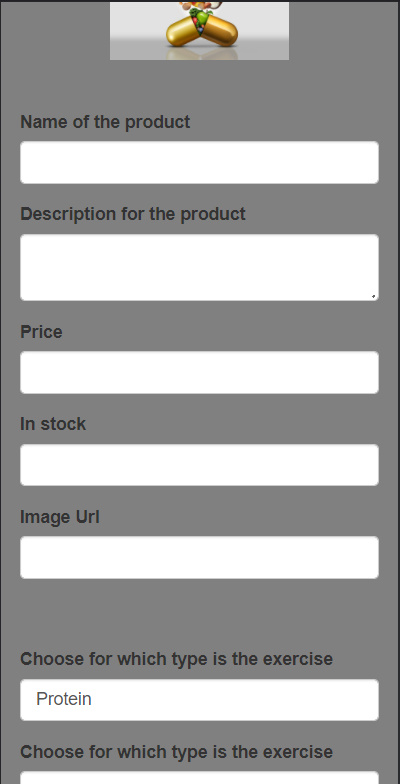 Name of the product
Description for the product
Price
In stock
Image Url
Choose for which type is the exercise
Protein
Choose for which type is the exercise